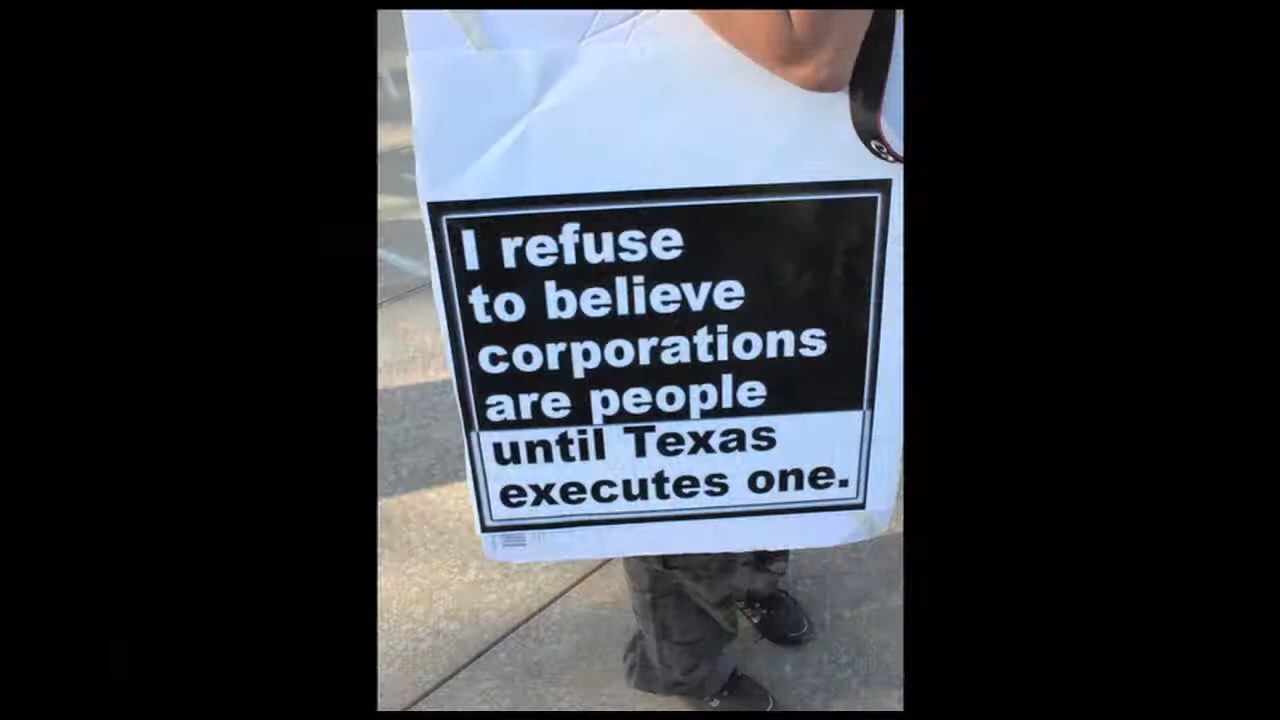 I refuse
to believe
corporations
are people
until Texas
executes one.